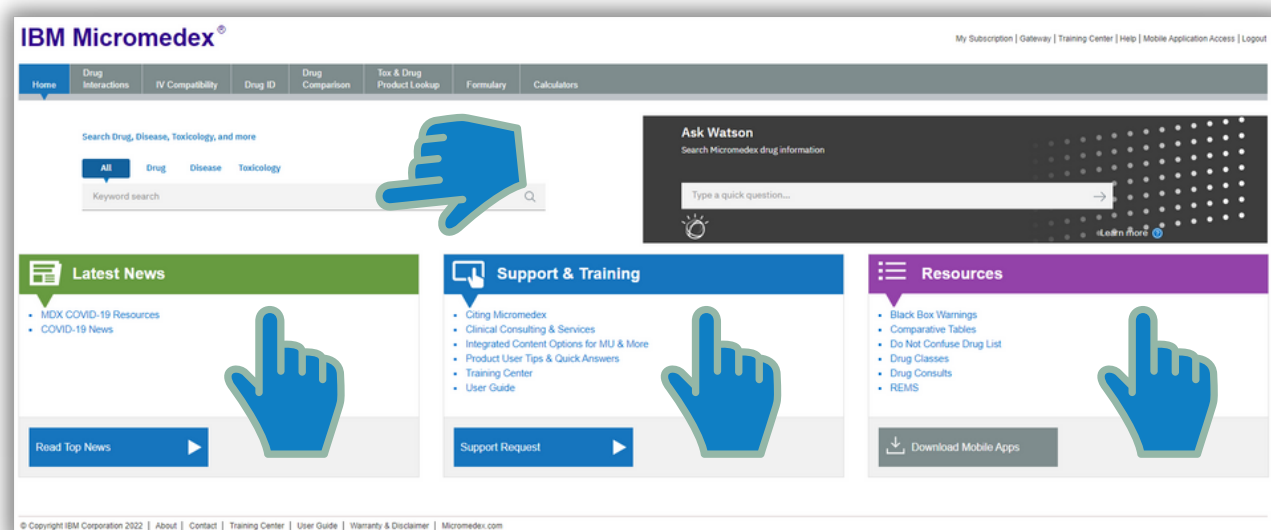 IBM Micromedex®
My Subscription | Gateway | Training Center | Help | Mobile Application Access | Logout
Home
Drug Interactions
IV Compatibility
Drug ID
Drug Comparison
Tox & Drug Product Lookup
Formulary
Calculators
Search Drug, Disease, Toxicology, and more
All Drug Disease Toxicology
Keyword search
Ask Watson
Search Micromedex drug information
Type a quick question...
Learn more ?
Latest News
• MDX COVID-19 Resources
• COVID-19 News
Read Top News
Support & Training
• Citing Micromedex
• Clinical Consulting & Services
• Integrated Content Options for MU & More
• Product User Tips & Quick Answers
• Training Center
• User Guide
Support Request
Resources
• Black Box Warnings
• Comparative Tables
• Do Not Confuse Drug List
• Drug Classes
• Drug Consults
• REMS
Download Mobile Apps
© Copyright IBM Corporation 2022 | About | Contact | Training Center | User Guide | Warranty & Disclaimer | Micromedex.com